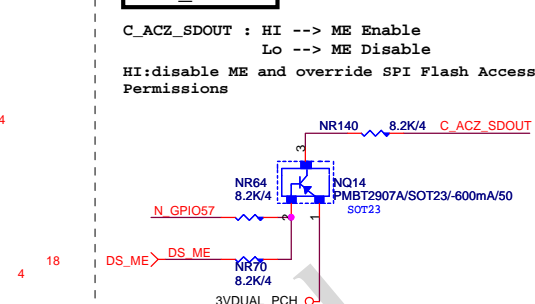 C_ACZ_SDOUT : HI --> ME Enable
Lo --> ME Disable
HI:disable ME and override SPI Flash Access
Permissions
4
NR140 8.2K/4 C_ACZ_SDOUT
3
NR64
8.2K/4
NQ14
PMBT2907A/SOT23/-600mA/50
SOT23
N_GPIO57
2
1
18 DS_ME DS_ME
4
NR70
8.2K/4
3VDUAL_PCH